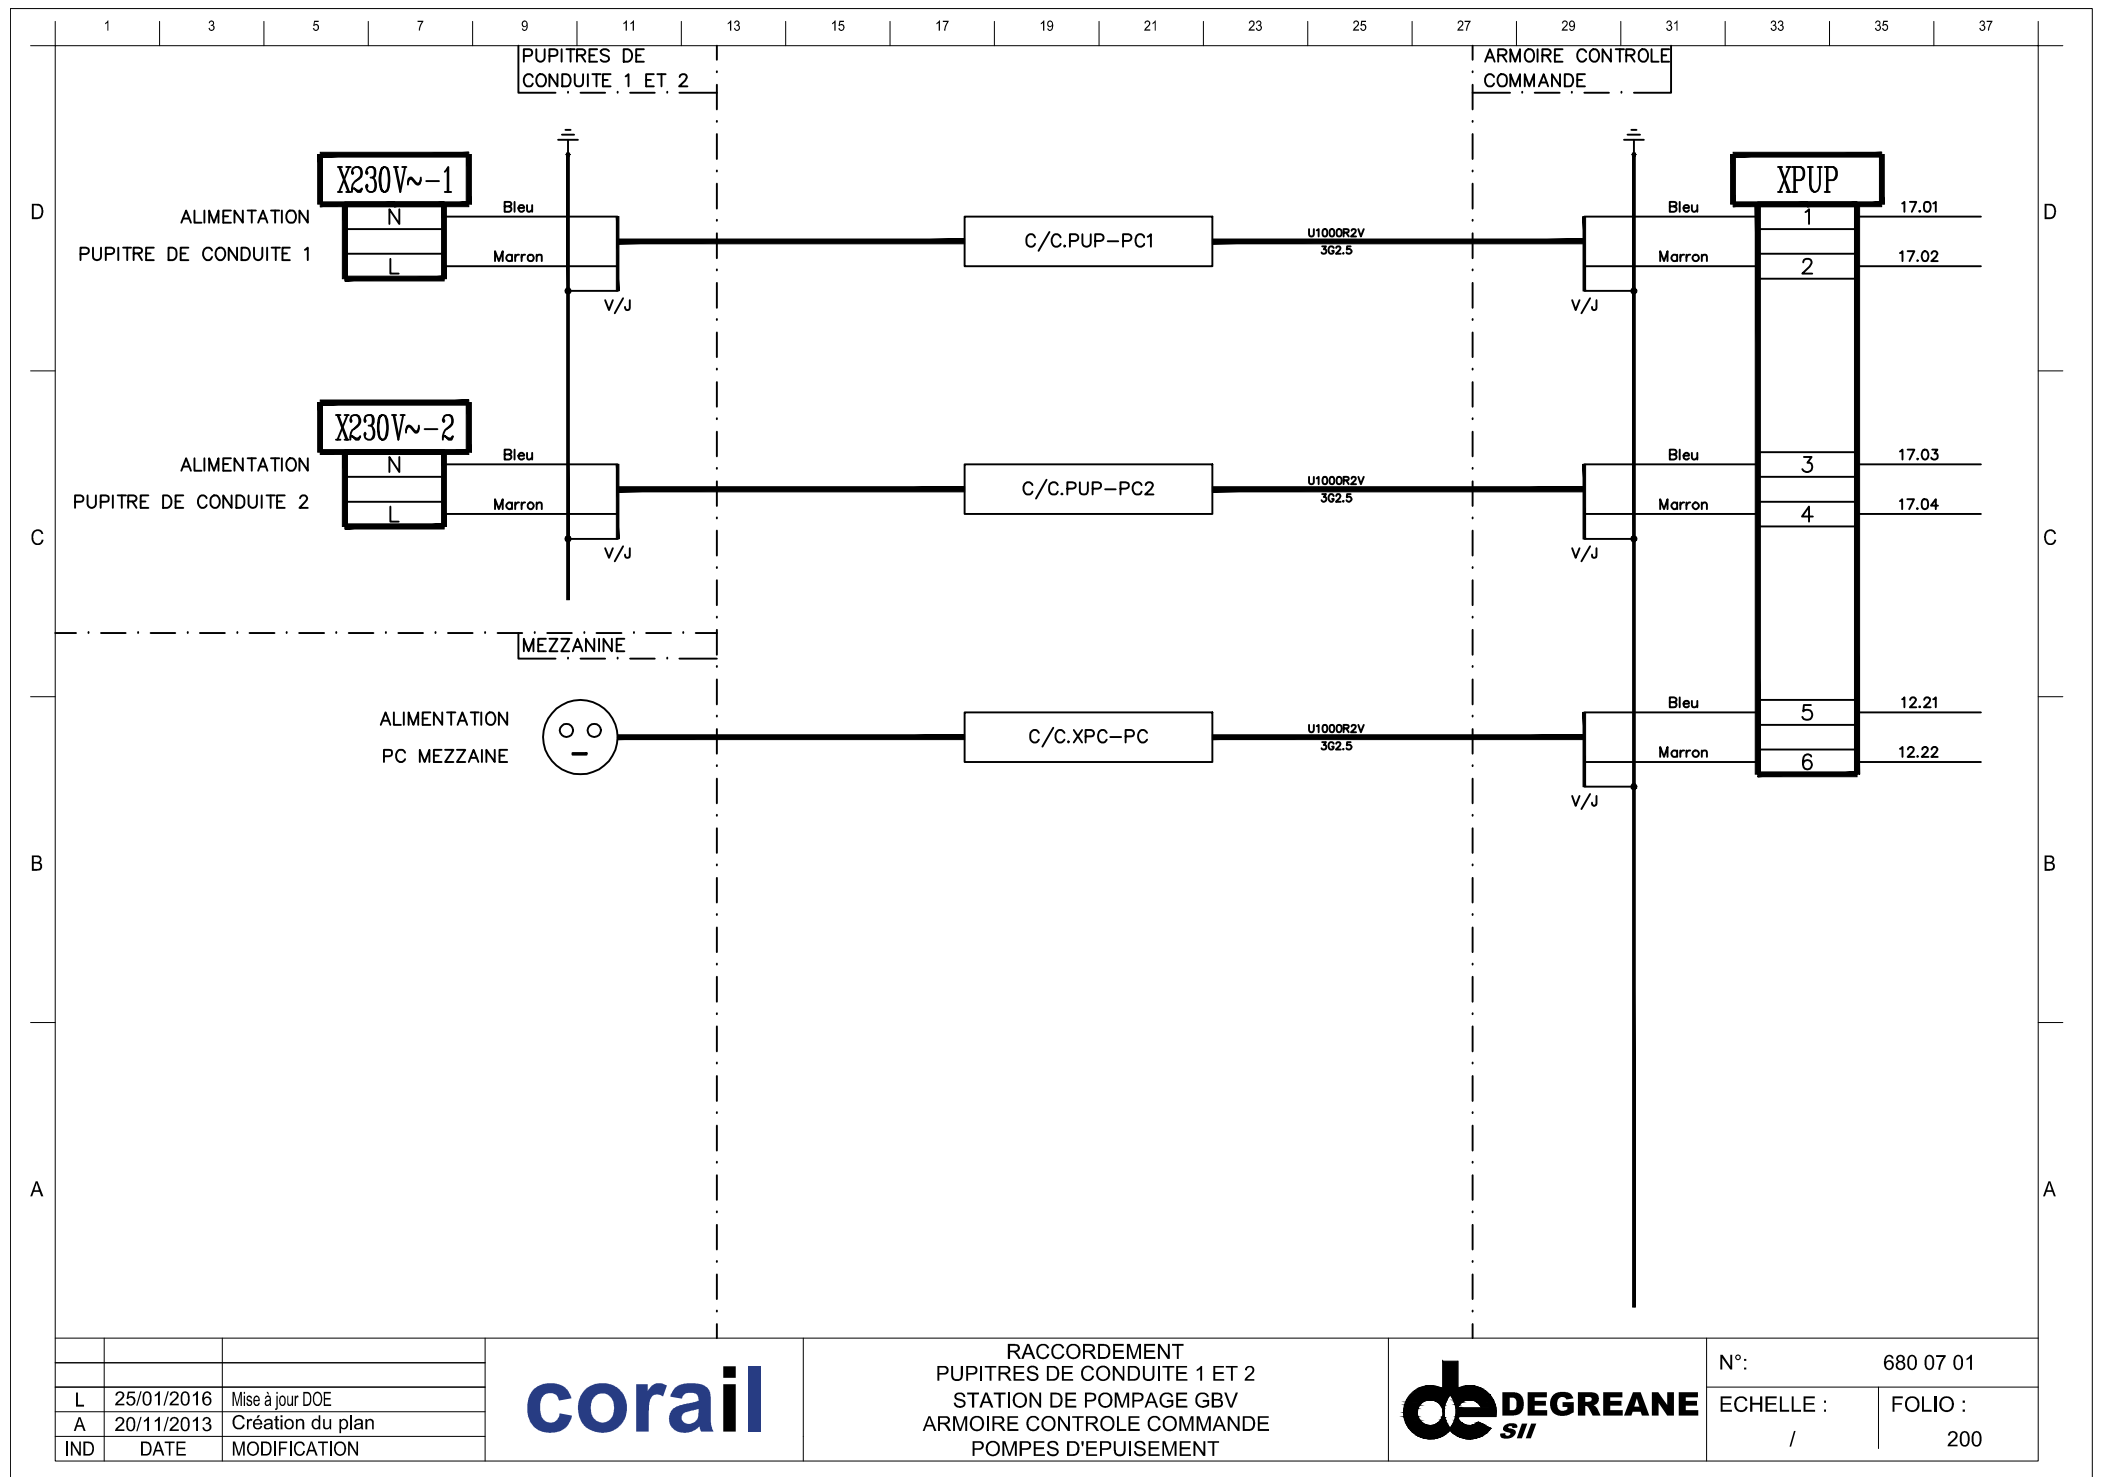 1 3 5 7 9 11 13 15 17 19 21 23 25 27 29 31 33 35 37
PUPITRES DE
CONDUITE 1 ET 2
ARMOIRE CONTROLE
COMMANDE
X230V~-1
XPUP
D
ALIMENTATION
N
Bleu
Bleu
1
17.01
D
PUPITRE DE CONDUITE 1
L
Marron
C/C.PUP-PC1
U1000R2V
3G2.5
Marron
2
17.02
V/J
V/J
X230V~-2
ALIMENTATION
N
Bleu
Bleu
3
17.03
PUPITRE DE CONDUITE 2
L
Marron
C/C.PUP-PC2
U1000R2V
3G2.5
Marron
4
17.04
C
V/J
V/J
C
MEZZANINE
ALIMENTATION
PC MEZZAINE
C/C.XPC-PC
U1000R2V
3G2.5
Bleu
5
12.21
Marron
6
12.22
V/J
B
B
A
A
L 25/01/2016 Mise à jour DOE
A 20/11/2013 Création du plan
IND DATE MODIFICATION
corail
RACCORDEMENT
PUPITRES DE CONDUITE 1 ET 2
STATION DE POMPAGE GBV
ARMOIRE CONTROLE COMMANDE
POMPES D'EPUISEMENT
de DEGREANE
SII
N°: 680 07 01
ECHELLE : FOLIO :
/ 200